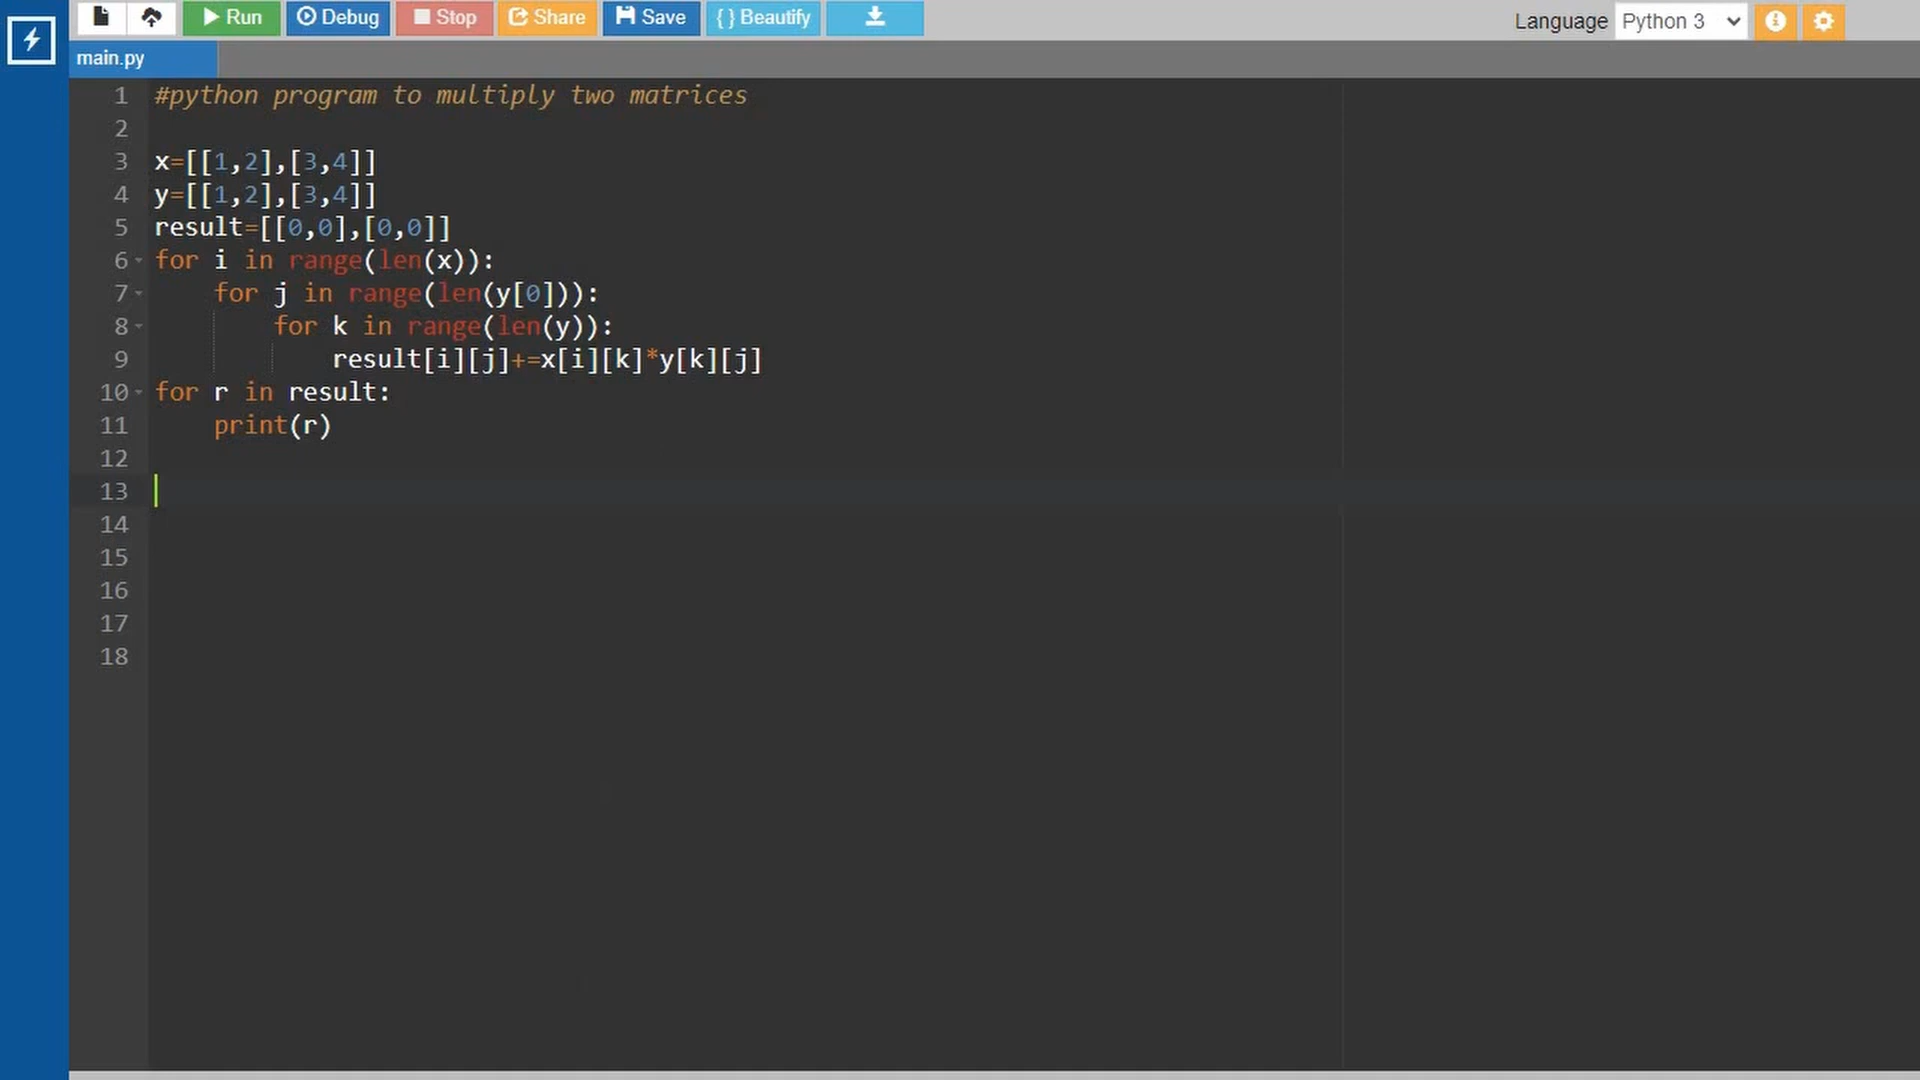 Run Debug Stop Share Save { } Beautify Language Python 3
main.py
1 #python program to multiply two matrices
2
3 x=[[1,2],[3,4]]
4 y=[[1,2],[3,4]]
5 result=[[0,0],[0,0]]
6 for i in range(len(x)):
7     for j in range(len(y[0])):
8         for k in range(len(y)):
9             result[i][j]+=x[i][k]*y[k][j]
10 for r in result:
11     print(r)
12
13
14
15
16
17
18